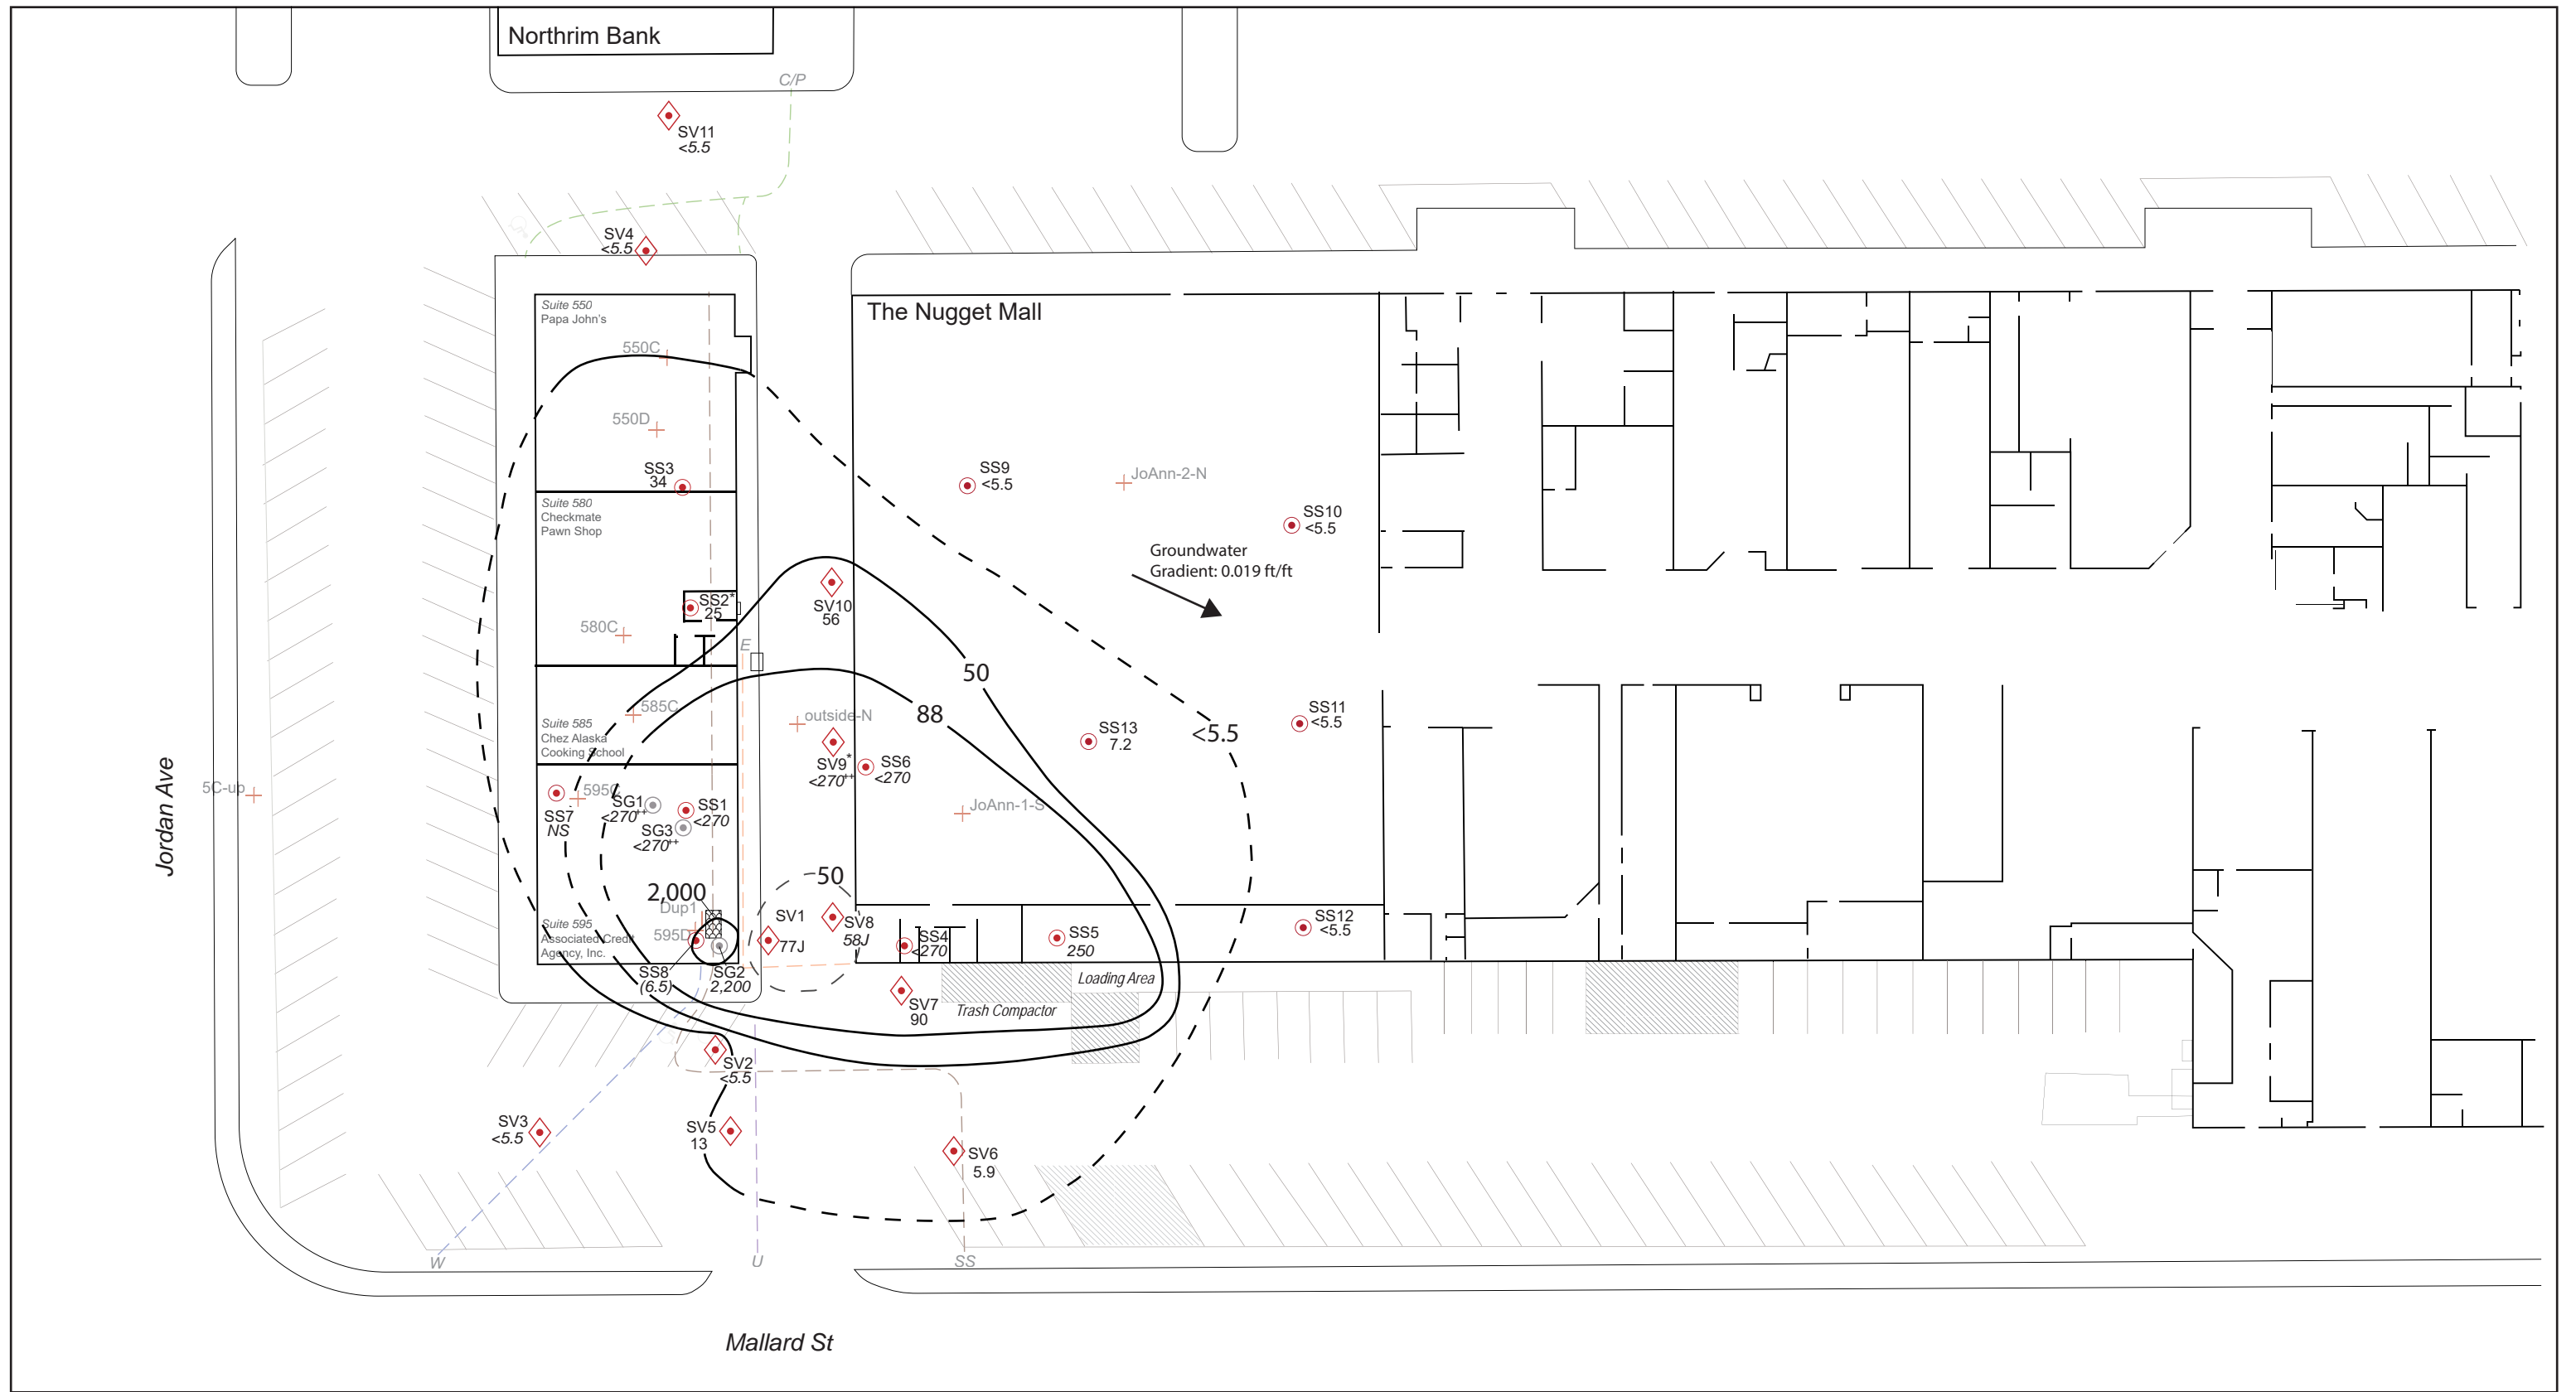 Northrim Bank
C/P
SV11
<5.5
SV4
<5.5
Suite 550
Papa John's
The Nugget Mall
550C
550D
SS3
34
SS9
<5.5
JoAnn-2-N
Suite 580
Checkmate
Pawn Shop
SS10
<5.5
Groundwater
Gradient: 0.019 ft/ft
SS2*
25
SV10
56
580C
E
50
585C
88
outside-N
SS11
<5.5
Suite 585
Chez Alaska
Cooking School
SS13
7.2
<5.5
SV9*
<270++
SS6
<270
Jordan Ave
5C-up
595C
SG1
<270++
SS1
<270
JoAnn-1-S
SS7
NS
SG3
<270++
50
2,000
Dup1
SV1
77J
SV8
58J
Suite 595
Associated Credit
Agency, Inc.
595D
SS4
<270
SS5
250
SS12
<5.5
SS8
(6.5)
SG2
2,200
Loading Area
SV7
90
Trash Compactor
SV2
<5.5
SV3
<5.5
SV5
13
SV6
5.9
W
U
SS
Mallard St